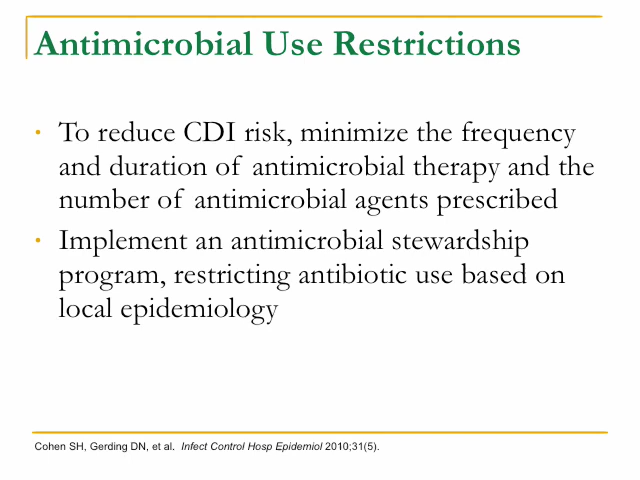 Antimicrobial Use Restrictions
• To reduce CDI risk, minimize the frequency
and duration of antimicrobial therapy and the
number of antimicrobial agents prescribed
• Implement an antimicrobial stewardship
program, restricting antibiotic use based on
local epidemiology
Cohen SH, Gerding DN, et al. Infect Control Hosp Epidemiol 2010;31(5).